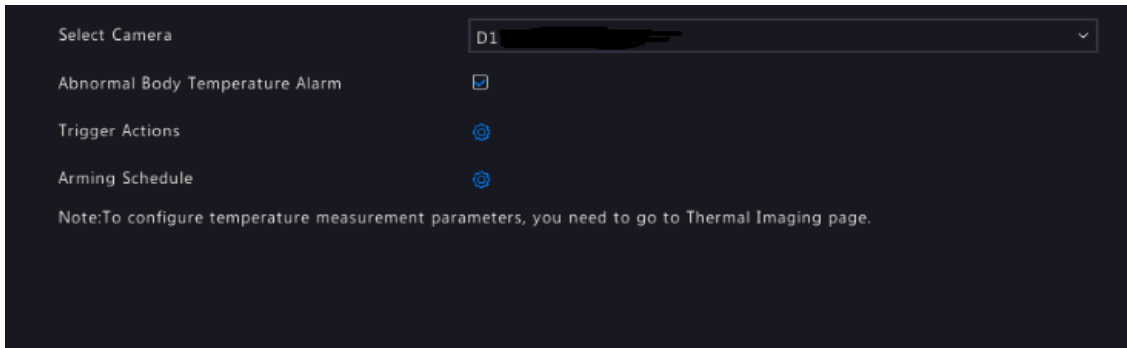 Select Camera D1
Abnormal Body Temperature Alarm
Trigger Actions
Arming Schedule
Note:To configure temperature measurement parameters, you need to go to Thermal Imaging page.